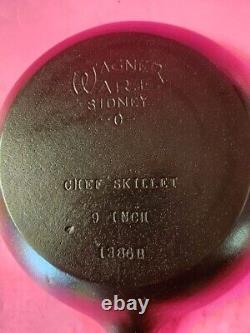 WAGNER
WARE
SIDNEY
O
CHEF SKILLET
9 INCH
1386B